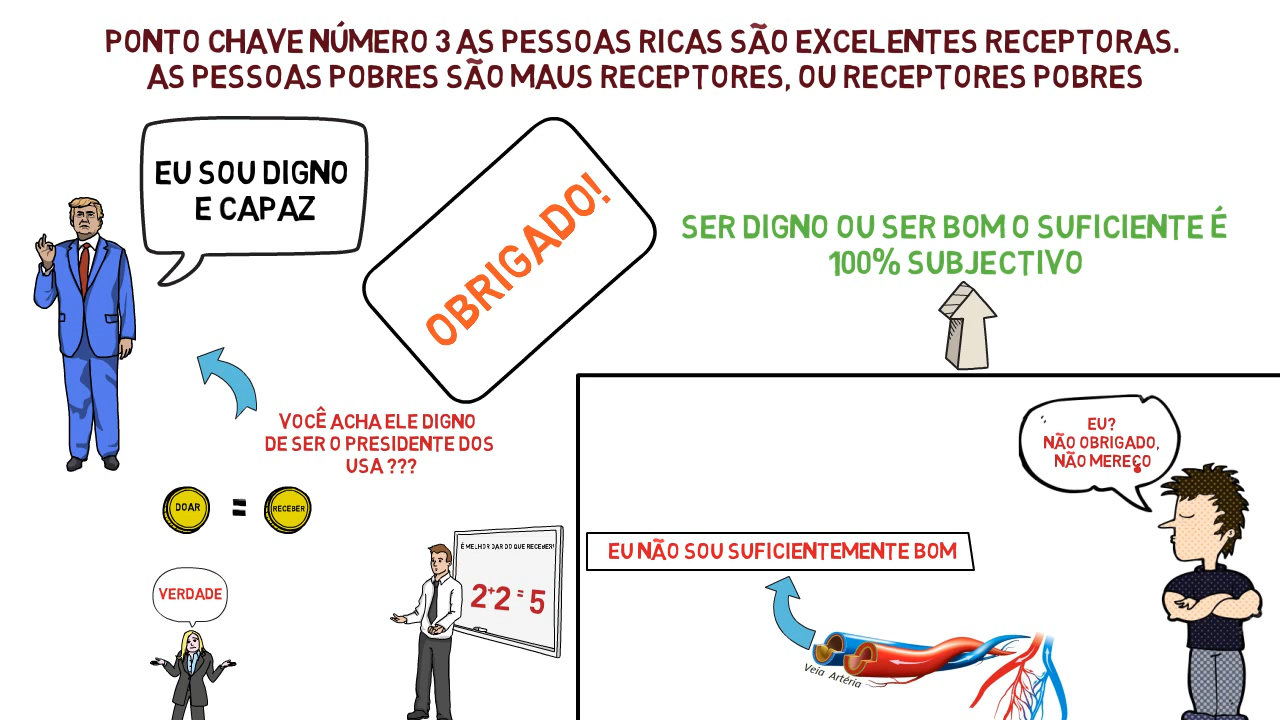 PONTO CHAVE NÚMERO 3 AS PESSOAS RICAS SÃO EXCELENTES RECEPTORAS.
AS PESSOAS POBRES SÃO MAUS RECEPTORES, OU RECEPTORES POBRES
EU SOU DIGNO
E CAPAZ
OBRIGADO!
SER DIGNO OU SER BOM O SUFICIENTE É
100% SUBJECTIVO
VOCÊ ACHA ELE DIGNO
DE SER O PRESIDENTE DOS
USA ???
EU?
NÃO OBRIGADO,
NÃO MEREÇO
DOAR
=
RECEBER
É MELHOR DAR DO QUE RECEBER!
2+2 = 5
EU NÃO SOU SUFICIENTEMENTE BOM
VERDADE
Veia Artéria